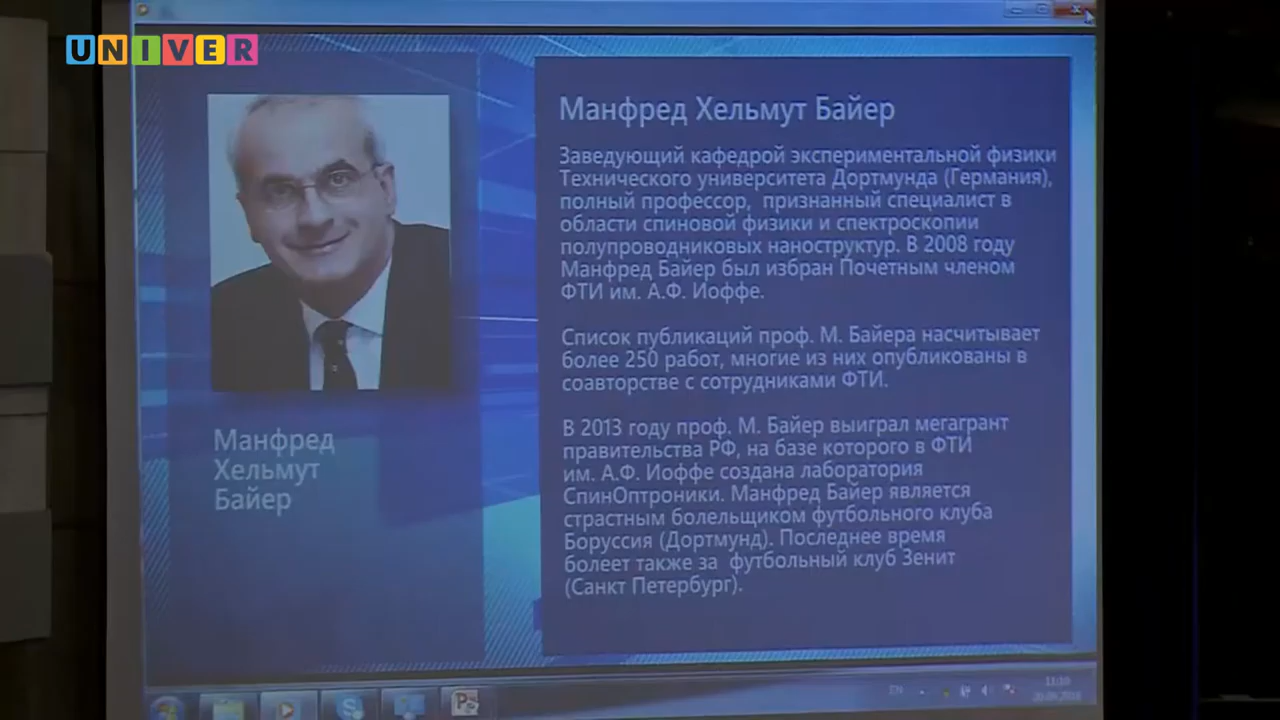 UNIVER
Манфред
Хельмут
Байер
Манфред Хельмут Байер
Заведующий кафедрой экспериментальной физики
Технического университета Дортмунда (Германия),
полный профессор, признанный специалист в
области спиновой физики и спектроскопии
полупроводниковых наноструктур. В 2008 году
Манфред Байер был избран Почетным членом
ФТИ им. А.Ф. Иоффе.
Список публикаций проф. М. Байера насчитывает
более 250 работ, многие из них опубликованы в
соавторстве с сотрудниками ФТИ.
В 2013 году проф. М. Байер выиграл мегагрант
правительства РФ, на базе которого в ФТИ
им. А.Ф. Иоффе создана лаборатория
СпинОптроники. Манфред Байер является
страстным болельщиком футбольного клуба
Боруссия (Дортмунд). Последнее время
болеет также за футбольный клуб Зенит
(Санкт Петербург).
EN